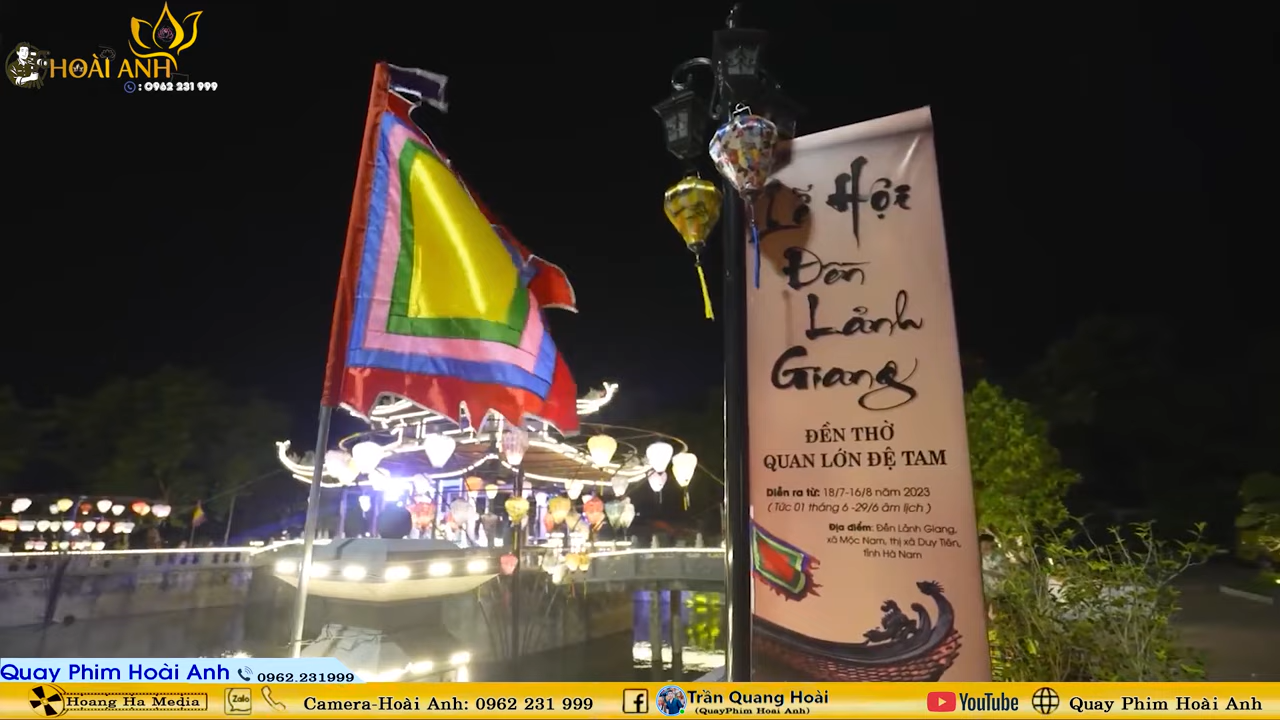 HOÀI ANH
: 0962 231 999
Lễ Hội
Đền
Lảnh
Giang
ĐỀN THỜ
QUAN LỚN ĐỆ TAM
Diễn ra từ: 18/7-16/8 năm 2023
( Tức 01 tháng 6 -29/6 âm lịch )
Địa điểm: Đền Lảnh Giang,
xã Mộc Nam, thị xã Duy Tiên,
tỉnh Hà Nam
Quay Phim Hoài Anh 0962.231999
Hoang Ha Media Zalo Camera-Hoài Anh: 0962 231 999 Trần Quang Hoài YouTube Quay Phim Hoài Anh
(QuayPhim Hoai Anh)